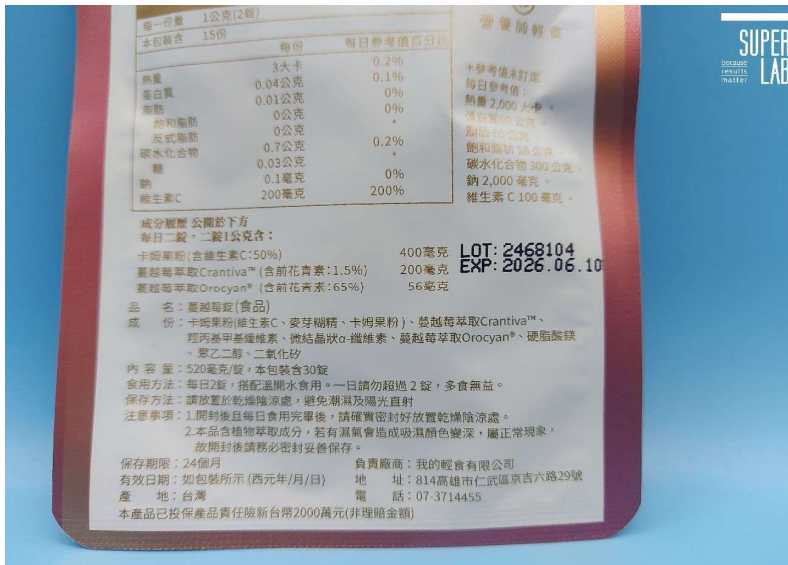 每一份量 1公克(2錠)
本包裝含 15份
每份 每日參考值百分比
熱量 3大卡 0.2%
蛋白質 0.04公克 0.1%
脂肪 0.01公克 0%
飽和脂肪 0公克 0%
反式脂肪 0公克 *
碳水化合物 0.7公克 0.2%
糖 0.03公克 *
鈉 0.1毫克 0%
維生素C 200毫克 200%
營養師輕食
*參考值未訂定
每日參考值:
熱量 2,000 大卡、
蛋白質60 公克、
脂肪 60 公克、
飽和脂肪 18 公克、
碳水化合物 300 公克、
鈉 2,000 毫克、
維生素 C 100 毫克。
SUPER
because results matter
LAB
成分履歷 公開於下方
每日二錠,二錠1公克含:
卡姆果粉(含維生素C:50%) 400毫克
蔓越莓萃取Crantiva™ (含前花青素:1.5%) 200毫克
蔓越莓萃取Orocyan® (含前花青素:65%) 56毫克
LOT: 2468104
EXP: 2026.06.10
品 名:蔓越莓錠(食品)
成 份:卡姆果粉(維生素C、麥芽糊精、卡姆果粉)、蔓越莓萃取Crantiva™、
羥丙基甲基纖維素、微結晶狀α-纖維素、蔓越莓萃取Orocyan®、硬脂酸鎂
、聚乙二醇、二氧化矽
內 容 量:520毫克/錠,本包裝含30錠
食用方法:每日2錠,搭配溫開水食用。一日請勿超過 2 錠,多食無益。
保存方法:請放置於乾燥陰涼處,避免潮濕及陽光直射
注意事項:1.開封後且每日食用完畢後,請確實密封好放置乾燥陰涼處。
2.本品含植物萃取成分,若有濕氣會造成吸濕顏色變深,屬正常現象,
故開封後請務必密封妥善保存。
保存期限:24個月 負責廠商:我的輕食有限公司
有效日期:如包裝所示 (西元年/月/日) 地 址:814高雄市仁武區京吉六路29號
產 地:台灣 電 話:07-3714455
本產品已投保產品責任險新台幣2000萬元(非理賠金額)